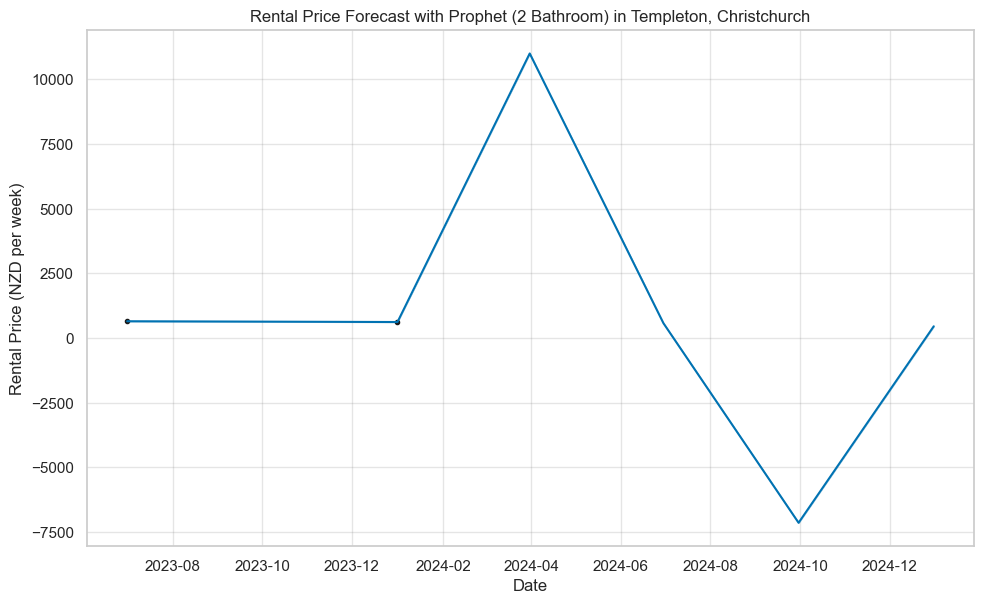 Rental Price Forecast with Prophet (2 Bathroom) in Templeton, Christchurch
Rental Price (NZD per week)
10000
7500
5000
2500
0
−2500
−5000
−7500
2023-08 2023-10 2023-12 2024-02 2024-04 2024-06 2024-08 2024-10 2024-12
Date